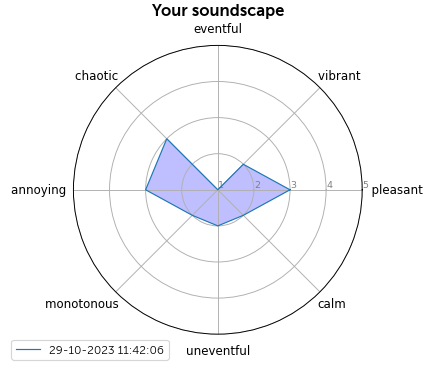 Your soundscape
eventful
chaotic
vibrant
annoying
1
2
3
4
5
pleasant
monotonous
calm
29-10-2023 11:42:06
uneventful